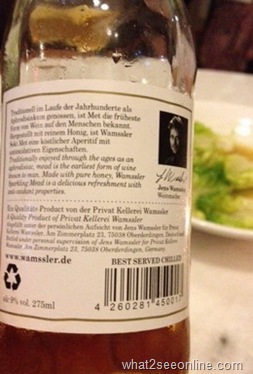 Traditionell im Laufe der Jahrhunderte als
Aphrodisiakum genossen, ist Met die früheste
Form von Wein auf den Menschen bekannt.
Hergestellt mit reinem Honig, ist Wamssler
Sekt Met eine köstlicher Aperitif mit
antioxidativen Eigenschaften.
Traditionally enjoyed through the ages as an
aphrodisiac, mead is the earliest form of wine
known to man. Made with pure honey, Wamssler
Sparkling Mead is a delicious refreshment with
anti-oxidant properties.
Jens Wamssler
Weinmacher
Ein Qualitäts Product von der Privat Kellerei Wamssler
A Quality Product of Privat Kellerei Wamssler
Abgefüllt unter der persönlichen Aufsicht von Jens Wamssler für Privat
Kellerei Wamssler. Am Zimmerplatz 23, 75038 Oberderdingen, Deutschland
Bottled under personal supervision of Jens Wamssler für Privat Kellerei
Wamssler. Am Zimmerplatz 23, 75038 Oberderdingen, Germany.
www.wamssler.de
BEST SERVED CHILLED
alc 9% vol. 275ml
4 260281 45001
what2seeonline.com